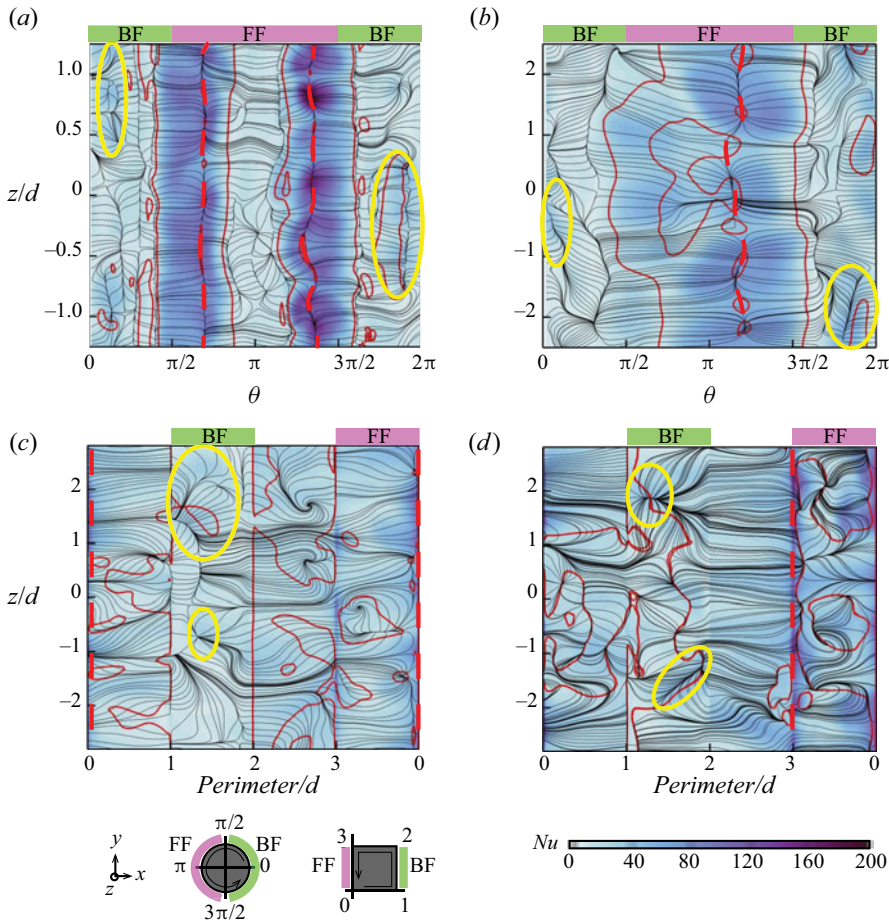 (a) (b)
BF FF BF BF FF BF
1.0 2
0.5 1
z/d 0 0
−0.5 −1
−1.0 −2
0 π/2 π 3π/2 2π 0 π/2 π 3π/2 2π
θ θ
(c) (d)
BF FF BF FF
2 2
1 1
z/d 0 0
−1 −1
−2 −2
0 1 2 3 0 0 1 2 3 0
Perimeter/d Perimeter/d
y π/2 3 2 Nu
FF BF 0 40 80 120 160 200
z x π 0 FF BF
3π/2 0 1